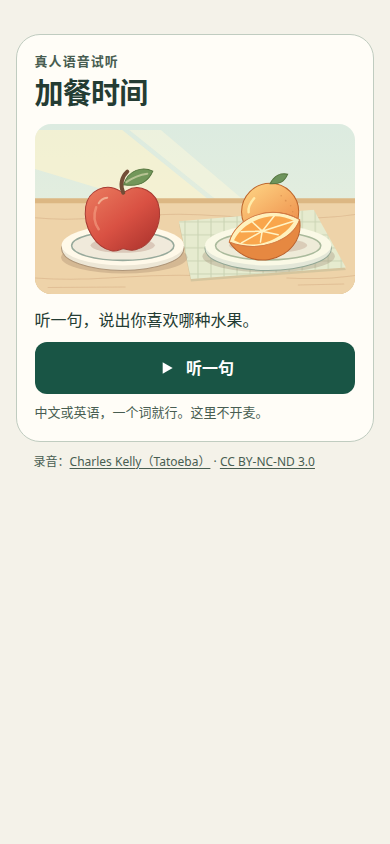 真人语音试听
加餐时间
听一句，说出你喜欢哪种水果。
听一句
中文或英语，一个词就行。这里不开麦。
录音：Charles Kelly（Tatoeba） · CC BY-NC-ND 3.0